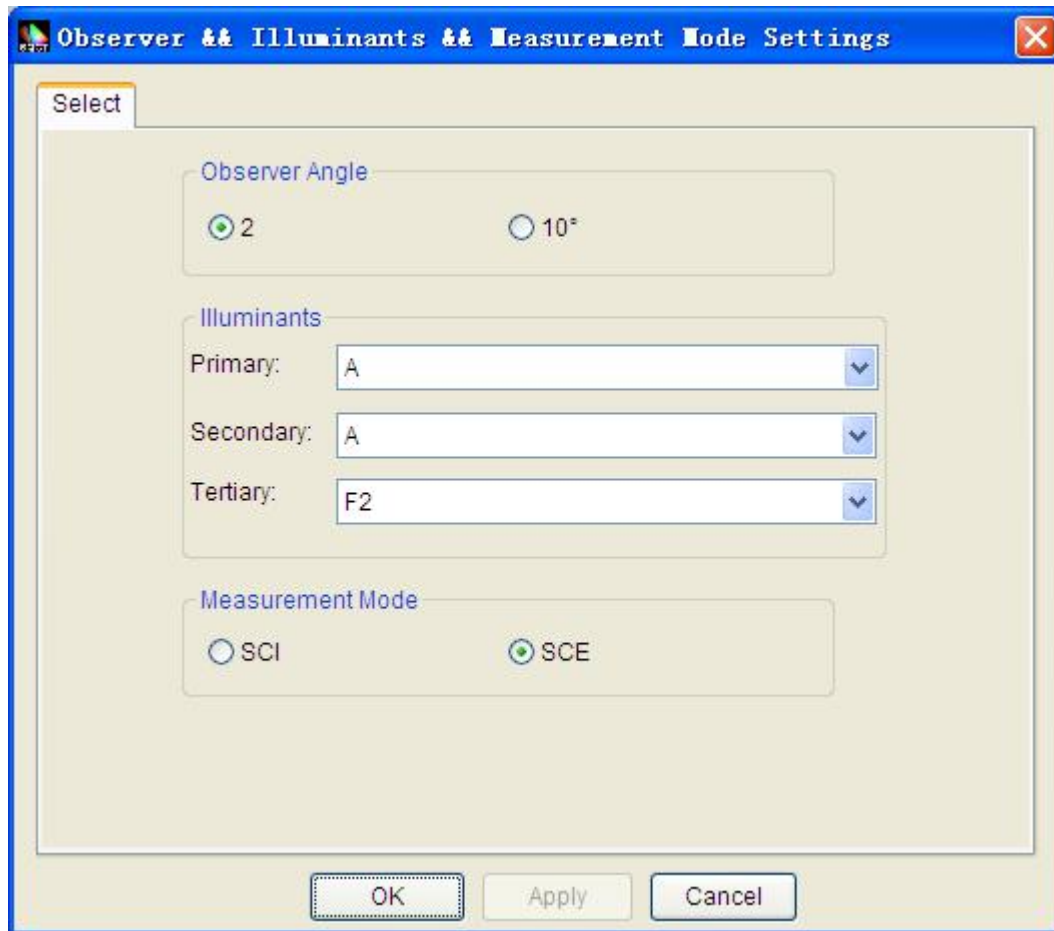 Observer && Illuminants && Measurement Mode Settings
Select
Observer Angle
2 10°
Illuminants
Primary: A
Secondary: A
Tertiary: F2
Measurement Mode
SCI SCE
OK Apply Cancel